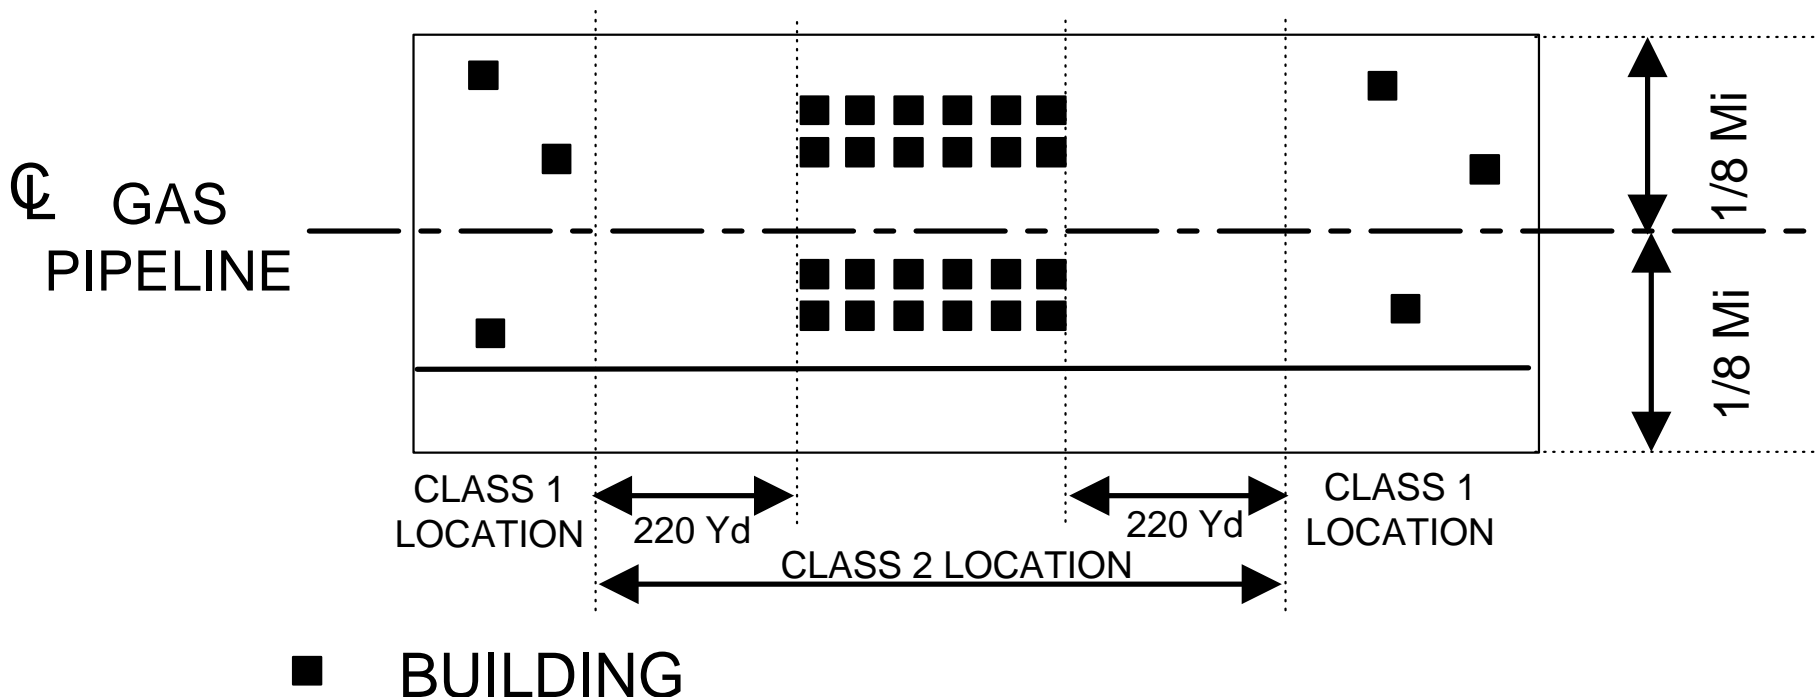 ℄ GAS
PIPELINE
1/8 Mi
1/8 Mi
CLASS 1
LOCATION
220 Yd
220 Yd
CLASS 1
LOCATION
CLASS 2 LOCATION
BUILDING